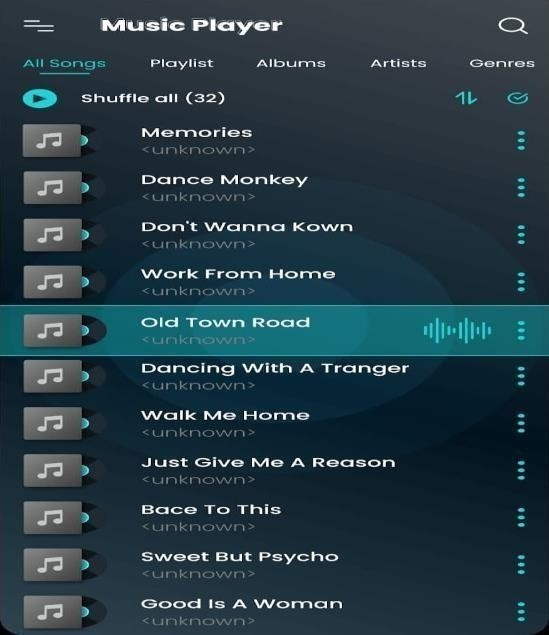 Music Player
All Songs Playlist Albums Artists Genres
Shuffle all (32)
Memories
<unknown>
Dance Monkey
<unknown>
Don't Wanna Kown
<unknown>
Work From Home
<unknown>
Old Town Road
<unknown>
Dancing With A Tranger
<unknown>
Walk Me Home
<unknown>
Just Give Me A Reason
<unknown>
Bace To This
<unknown>
Sweet But Psycho
<unknown>
Good Is A Woman
<unknown>